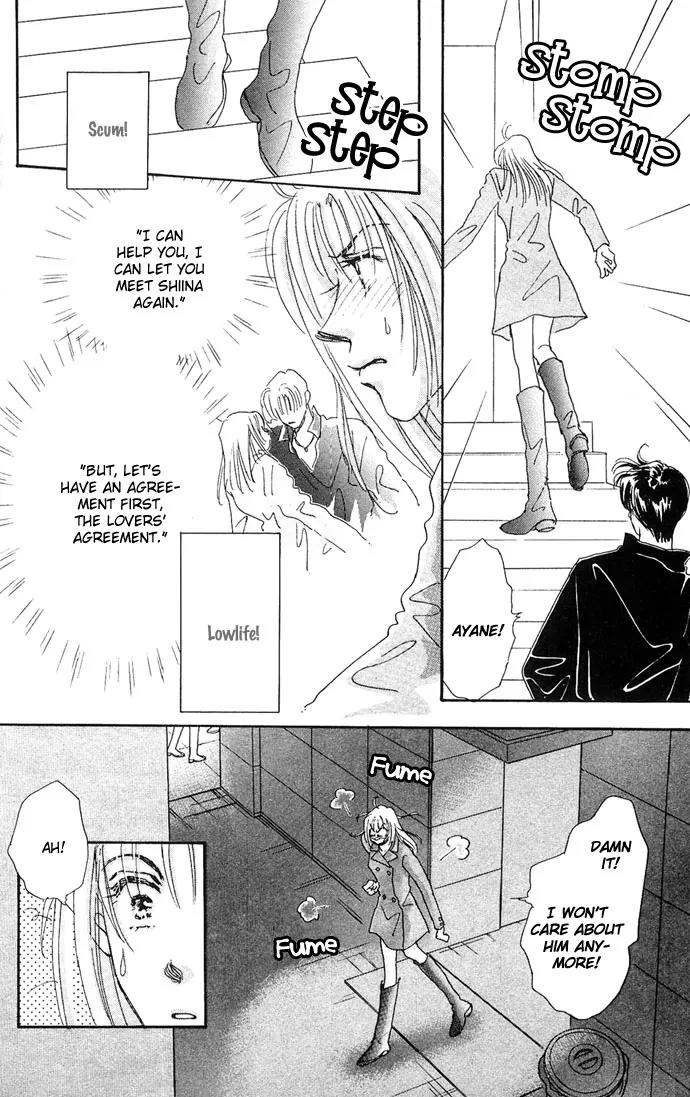 Stomp
Stomp
AYANE!
Step
Step
Scum!
"I CAN
HELP YOU, I
CAN LET YOU
MEET SHIINA
AGAIN."
"BUT, LET'S
HAVE AN AGREE-
MENT FIRST,
THE LOVERS'
AGREEMENT."
Lowlife!
Fume
Fume
DAMN
IT!
I WON'T
CARE ABOUT
HIM ANY-
MORE!
AH!